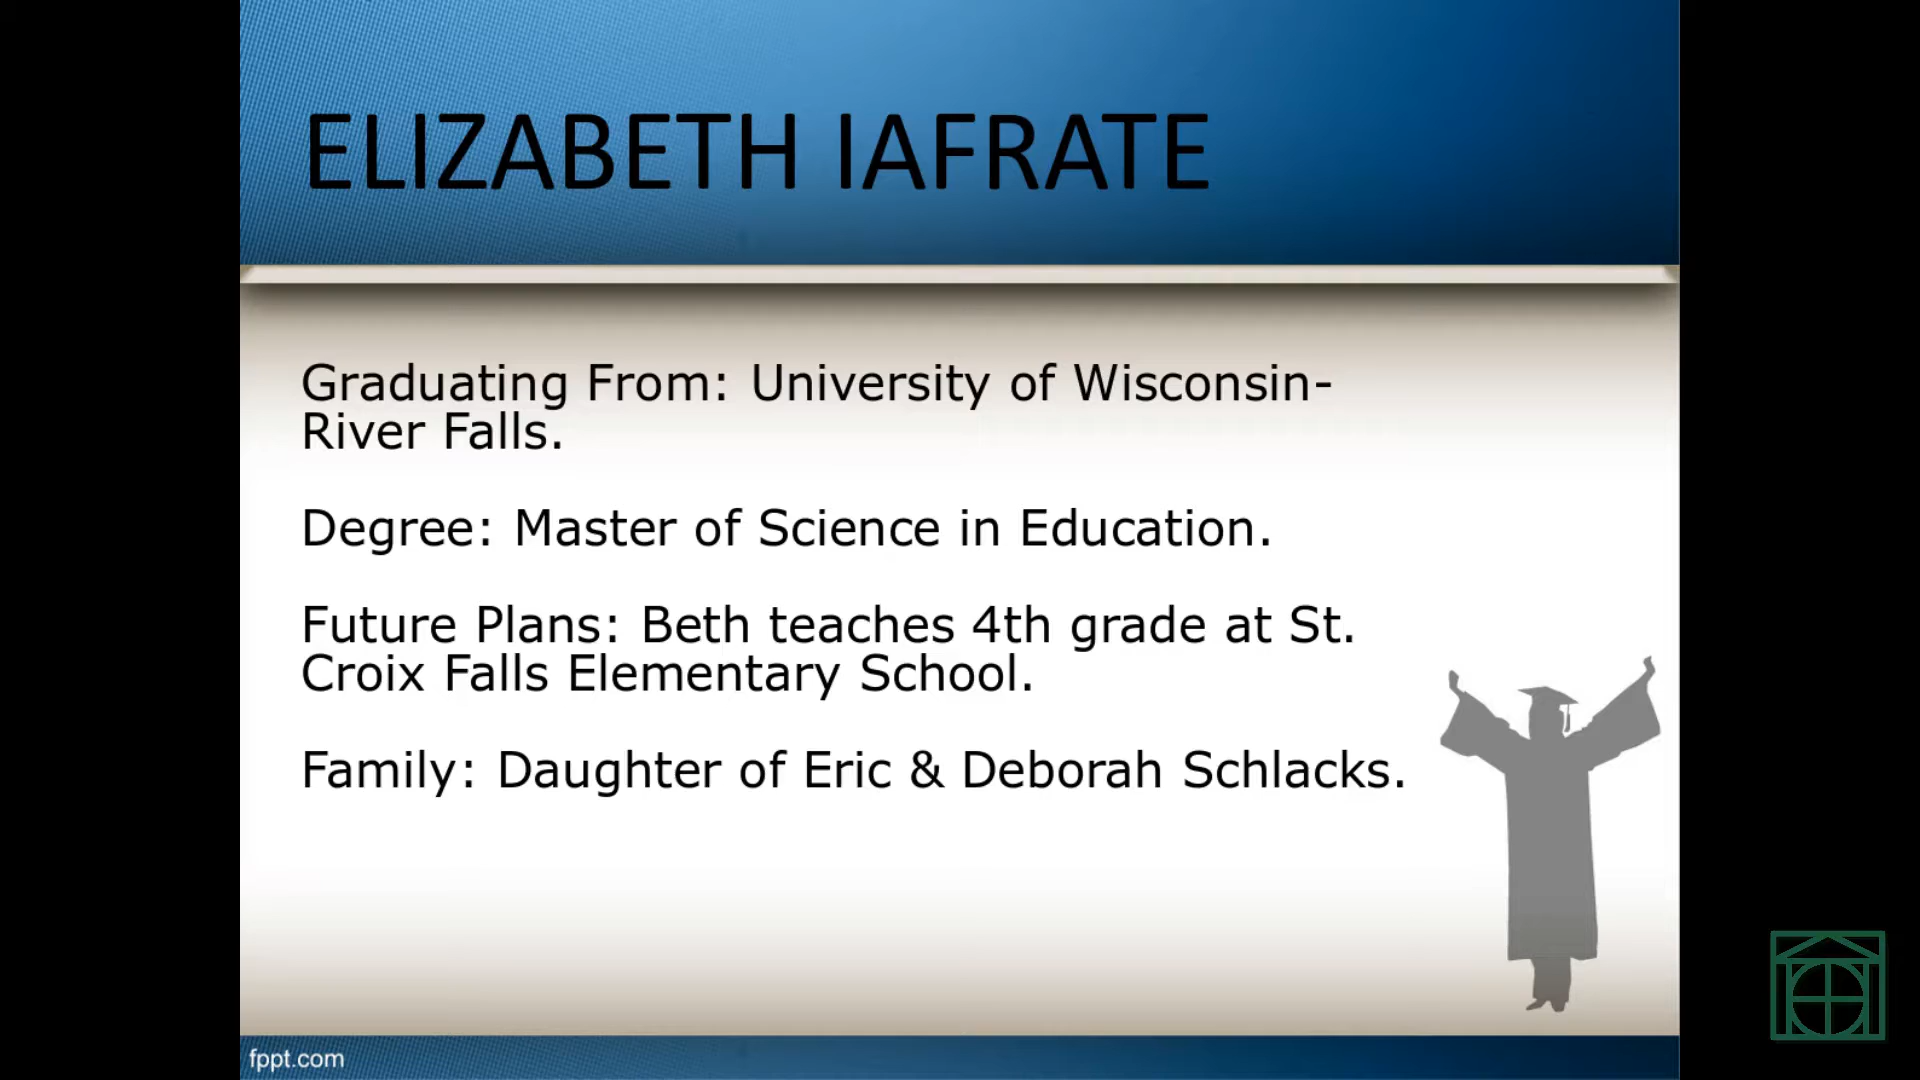 ELIZABETH IAFRATE
Graduating From: University of Wisconsin-
River Falls.
Degree: Master of Science in Education.
Future Plans: Beth teaches 4th grade at St.
Croix Falls Elementary School.
Family: Daughter of Eric & Deborah Schlacks.
fppt.com